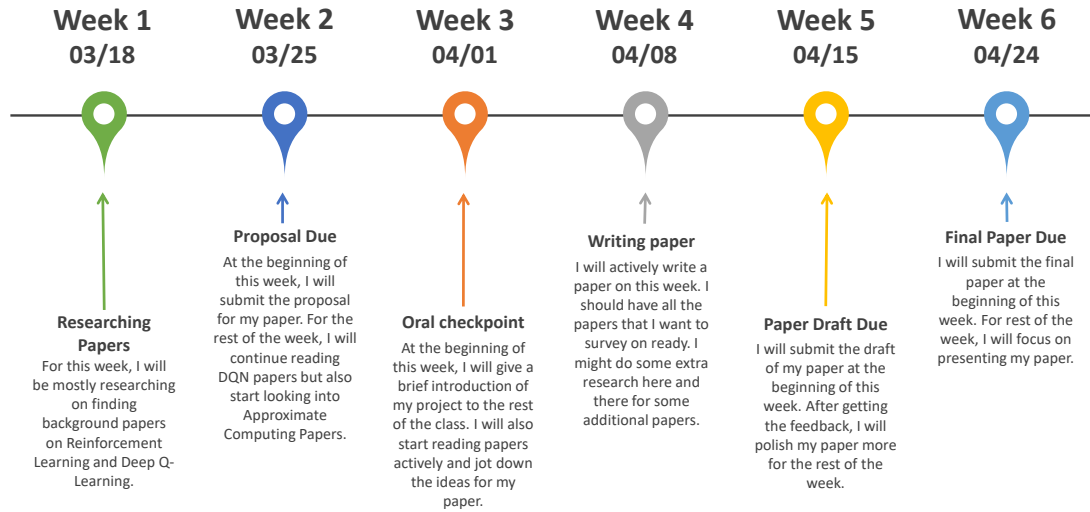 Week 1
03/18
Week 2
03/25
Week 3
04/01
Week 4
04/08
Week 5
04/15
Week 6
04/24
Researching
Papers
For this week, I will
be mostly researching
on finding
background papers
on Reinforcement
Learning and Deep Q-
Learning.
Proposal Due
At the beginning of
this week, I will
submit the proposal
for my paper. For the
rest of the week, I will
continue reading
DQN papers but also
start looking into
Approximate
Computing Papers.
Oral checkpoint
At the beginning of
this week, I will give a
brief introduction of
my project to the rest
of the class. I will also
start reading papers
actively and jot down
the ideas for my
paper.
Writing paper
I will actively write a
paper on this week. I
should have all the
papers that I want to
survey on ready. I
might do some extra
research here and
there for some
additional papers.
Paper Draft Due
I will submit the draft
of my paper at the
beginning of this
week. After getting
the feedback, I will
polish my paper more
for the rest of the
week.
Final Paper Due
I will submit the final
paper at the
beginning of this
week. For rest of the
week, I will focus on
presenting my paper.